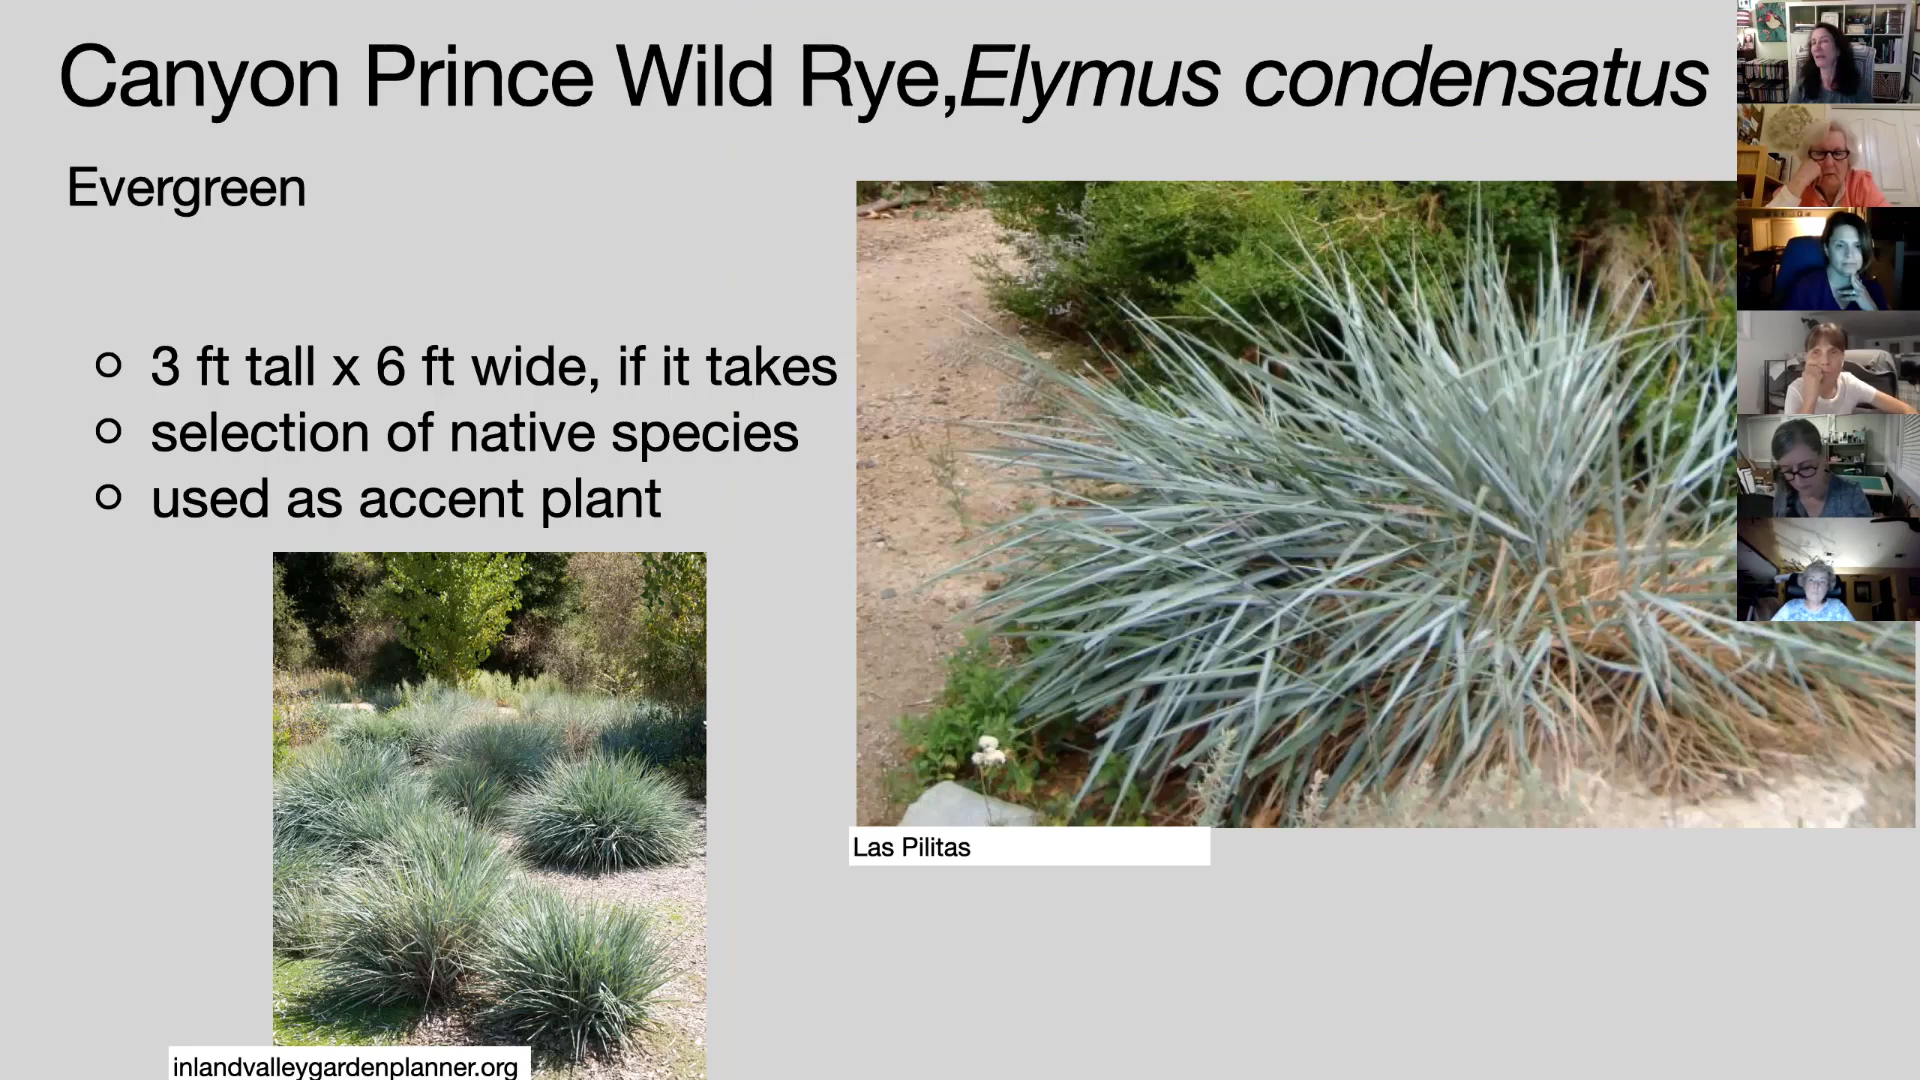 Canyon Prince Wild Rye,Elymus condensatus
Evergreen
3 ft tall x 6 ft wide, if it takes
selection of native species
used as accent plant
Las Pilitas
inlandvalleygardenplanner.org